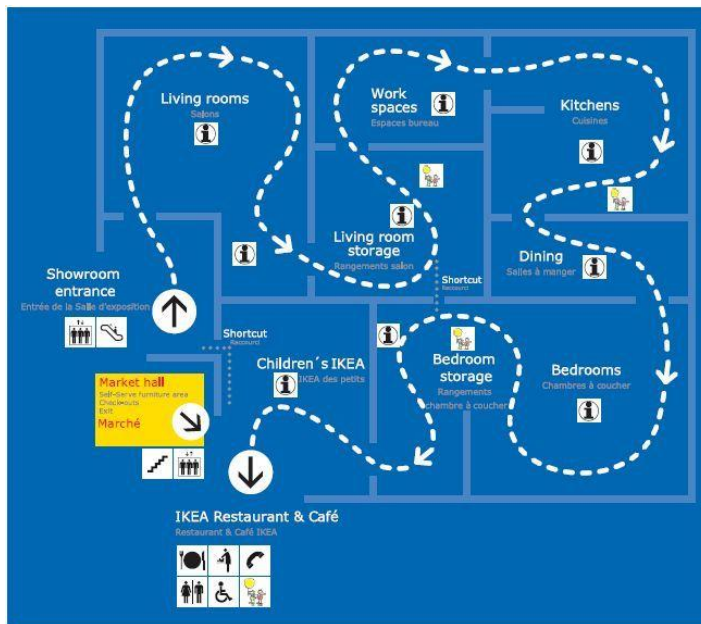 Living rooms
Salons
Work
spaces
Espaces bureau
Kitchens
Cuisines
Living room
storage
Rangements salon
Dining
Salles à manger
Showroom
entrance
Entrée de la Salle d'exposition
Shortcut
Raccourci
Shortcut
Raccourci
Children´s IKEA
IKEA des petits
Bedroom
storage
Rangements
chambre à coucher
Bedrooms
Chambres à coucher
Market hall
Self-Serve furniture area
Check-outs
Exit
Marché
IKEA Restaurant & Café
Restaurant & Café IKEA